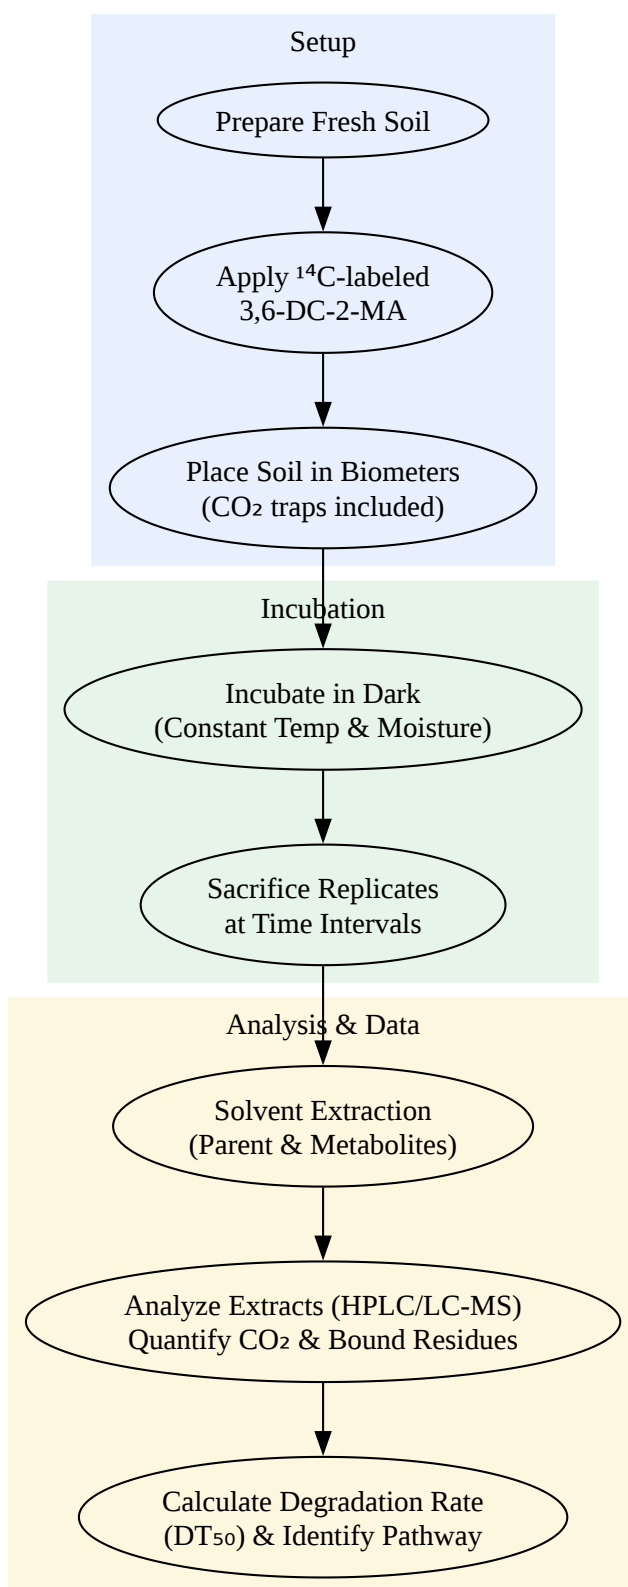 Setup
Prepare Fresh Soil
Apply ¹⁴C-labeled
3,6-DC-2-MA
Place Soil in Biometers
(CO₂ traps included)
Incubation
Incubate in Dark
(Constant Temp & Moisture)
Sacrifice Replicates
at Time Intervals
Analysis & Data
Solvent Extraction
(Parent & Metabolites)
Analyze Extracts (HPLC/LC-MS)
Quantify CO₂ & Bound Residues
Calculate Degradation Rate
(DT₅₀) & Identify Pathway